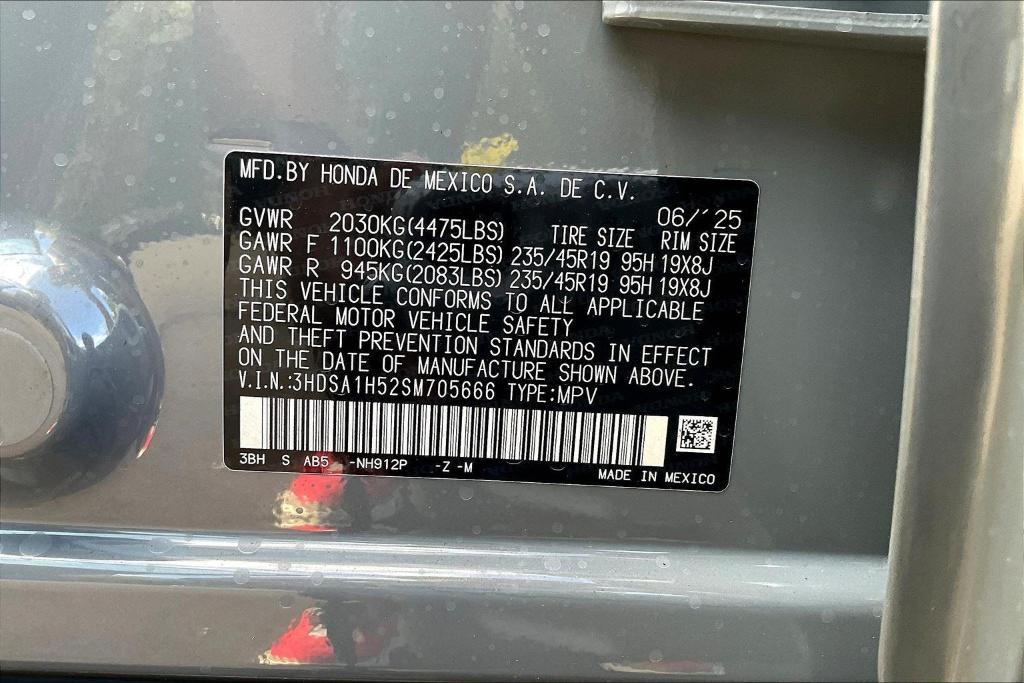 MFD.BY HONDA DE MEXICO S.A. DE C.V.
06/'25
GVWR 2030KG(4475LBS) TIRE SIZE RIM SIZE
GAWR F 1100KG(2425LBS) 235/45R19 95H 19X8J
GAWR R 945KG(2083LBS) 235/45R19 95H 19X8J
THIS VEHICLE CONFORMS TO ALL APPLICABLE
FEDERAL MOTOR VEHICLE SAFETY
AND THEFT PREVENTION STANDARDS IN EFFECT
ON THE DATE OF MANUFACTURE SHOWN ABOVE.
V.I.N.:3HDSA1H52SM705666 TYPE:MPV
3BH S AB5 -NH912P -Z -M
MADE IN MEXICO